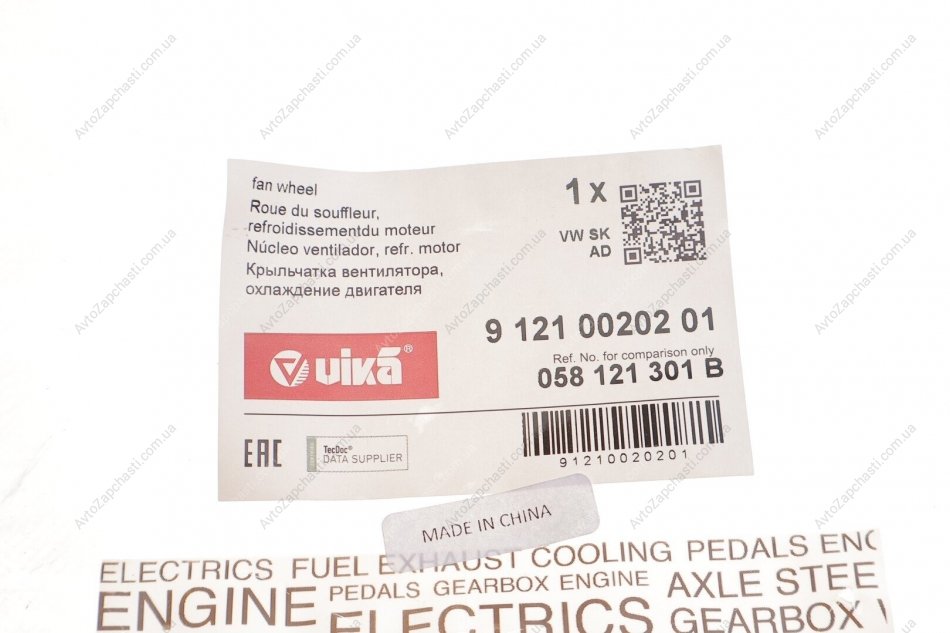 fan wheel
Roue du souffleur,
refroidissementdu moteur
Núcleo ventilador, refr. motor
Крыльчатка вентилятора,
охлаждение двигателя
1 x
VW SK
AD
9 121 00202 01
Ref. No. for comparison only
058 121 301 B
viká®
EAC
TecDoc®
DATA SUPPLIER
91210020201
MADE IN CHINA
ELECTRICS FUEL EXHAUST COOLING PEDALS ENG
ENGINE PEDALS GEARBOX ENGINE AXLE STEE
ELECTRICS GEARBOX
AvtoZapchasti.com.ua